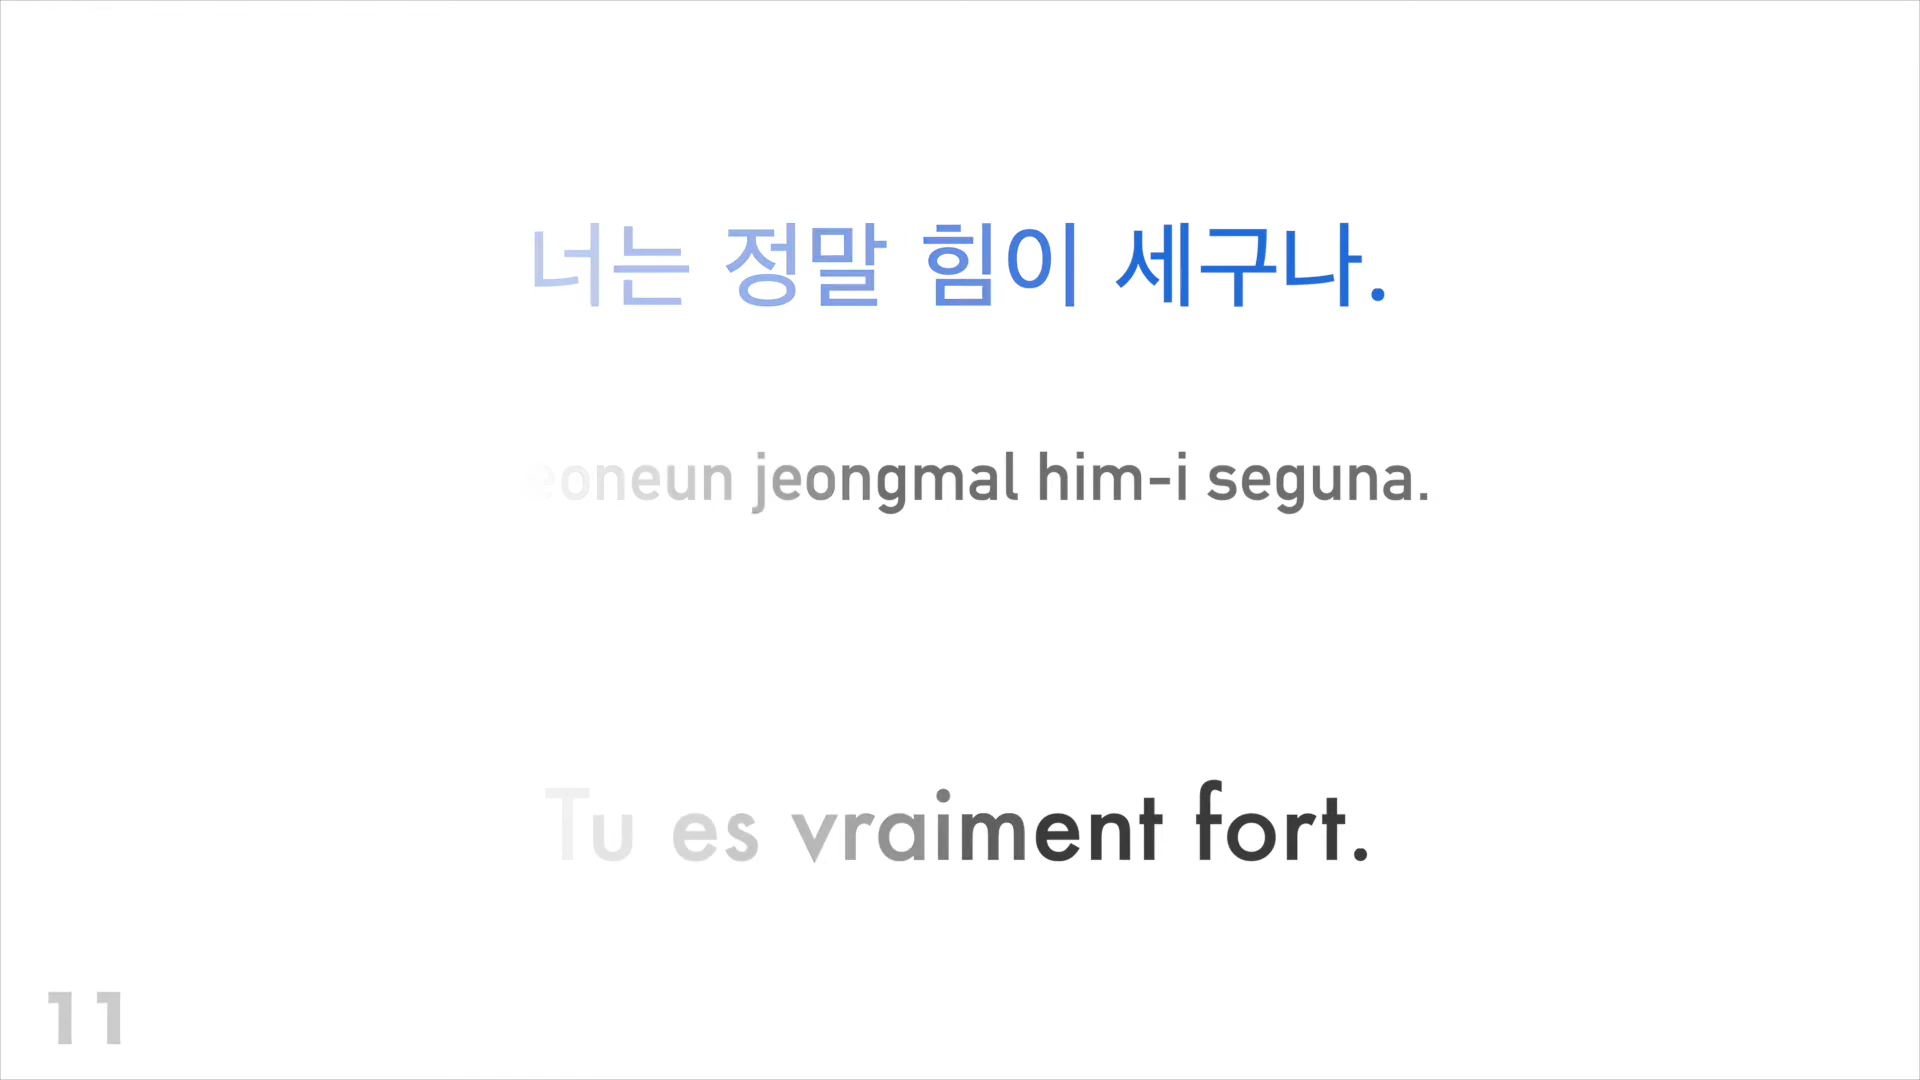 너는 정말 힘이 세구나.
eoneun jeongmal him-i seguna.
Tu es vraiment fort.
11